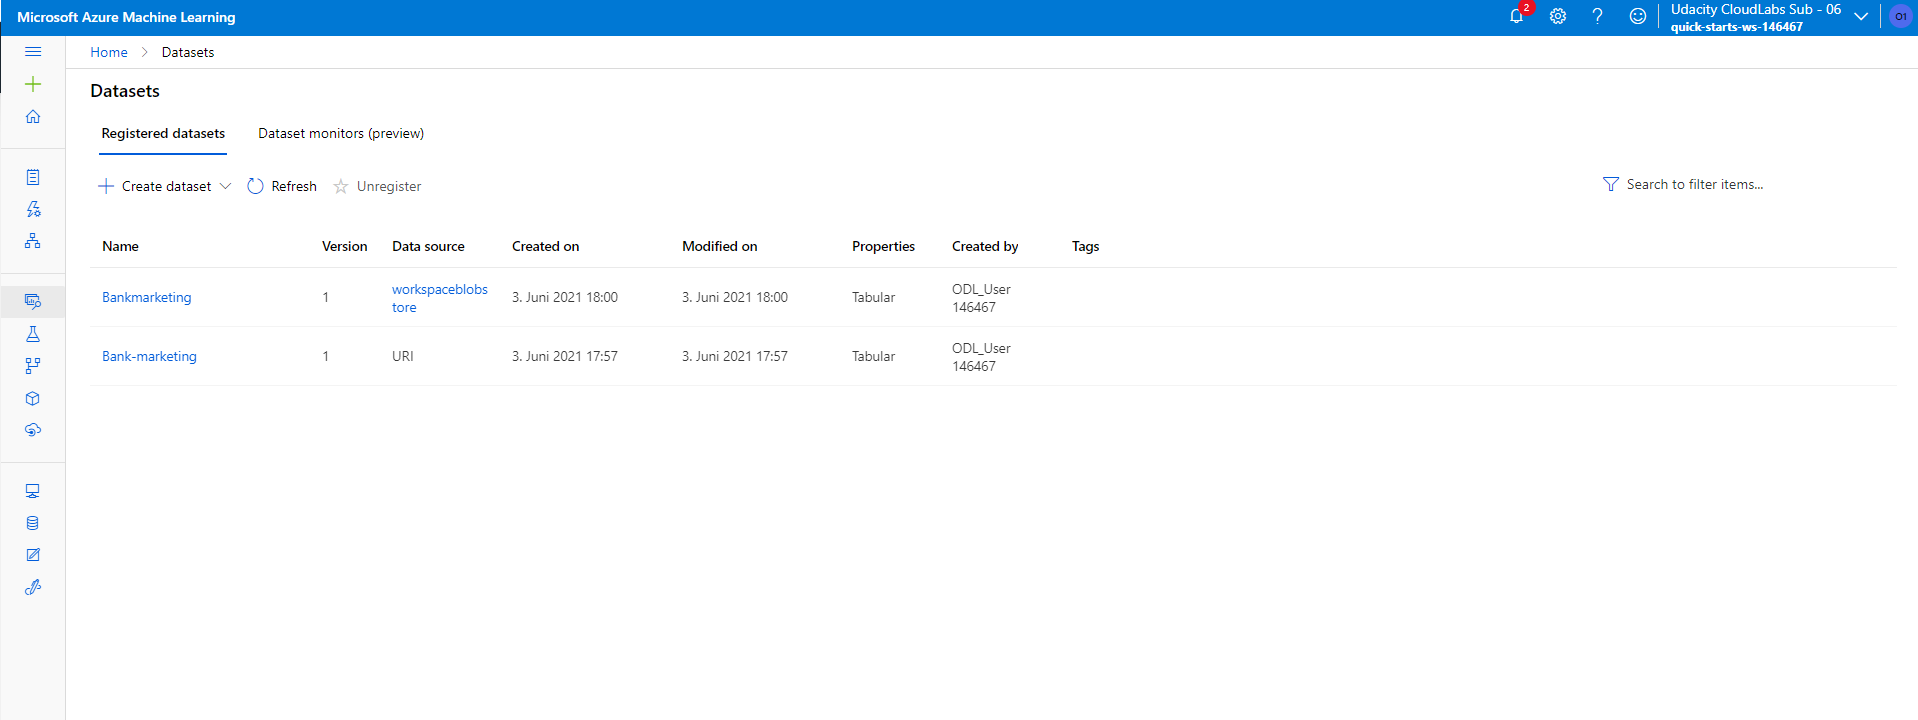 Microsoft Azure Machine Learning
2
Udacity CloudLabs Sub - 06
quick-starts-ws-146467
O1
Home
Datasets
Datasets
Registered datasets
Dataset monitors (preview)
Create dataset
Refresh
Unregister
Search to filter items...
Name Version Data source Created on Modified on Properties Created by Tags
Bankmarketing 1 workspaceblobs 3. Juni 2021 18:00 3. Juni 2021 18:00 Tabular ODL_User
tore 146467
Bank-marketing 1 URI 3. Juni 2021 17:57 3. Juni 2021 17:57 Tabular ODL_User
146467